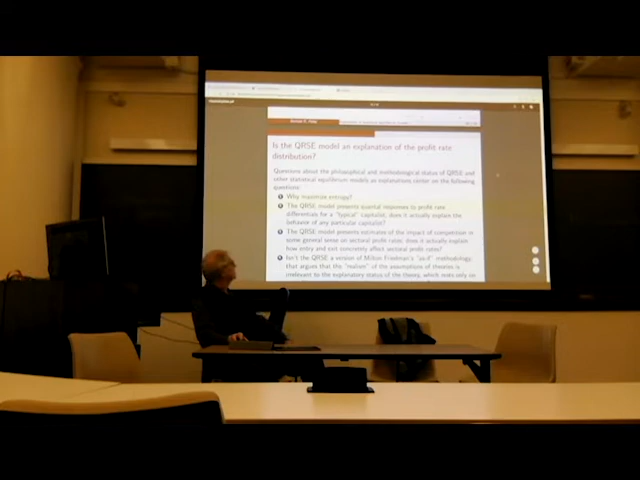 Is the QRSE model an explanation of the profit rate
distribution?
Questions about the philosophical and methodological status of QRSE and
other statistical equilibrium models as explanations center on the following
questions:
1 Why maximize entropy?
2 The QRSE model presents quantal responses to profit rate
differentials for a "typical" capitalist; does it actually explain the
behavior of any particular capitalist?
3 The QRSE model presents estimates of the impact of competition in
some general sense on sectoral profit rates; does it actually explain
how entry and exit concretely affect sectoral profit rates?
4 Isn't the QRSE a version of Milton Friedman's "as-if" methodology
that argues that the "realism" of the assumptions of theories is
irrelevant to the explanatory status of the theory, which rests only on